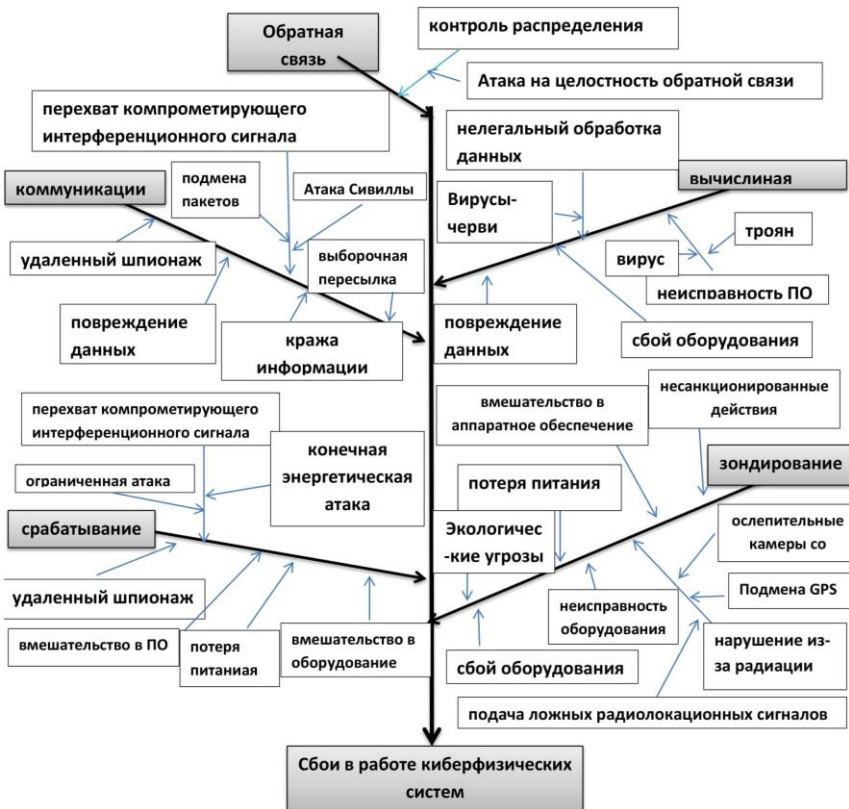 Обратная
связь
контроль распределения
Атака на целостность обратной связи
перехват компрометирующего
интерференционного сигнала
нелегальный обработка
данных
коммуникации
подмена
пакетов
Атака Сивиллы
Вирусы-
черви
вычислиная
троян
удаленный шпионаж
выборочная
пересылка
вирус
неисправность ПО
повреждение
данных
кража
информации
повреждение
данных
сбой оборудования
перехват компрометирующего
интерференционного сигнала
конечная
энергетическая
атака
вмешательство в
аппаратное обеспечение
несанкционированные
действия
ограниченная атака
потеря питания
зондирование
срабатывание
Экологичес
-кие угрозы
ослепительные
камеры со
удаленный шпионаж
неисправность
оборудования
Подмена GPS
вмешательство в ПО
потеря
питаниая
вмешательство в
оборудование
сбой оборудования
нарушение из-
за радиации
подача ложных радиолокационных сигналов
Сбои в работе киберфизических
систем